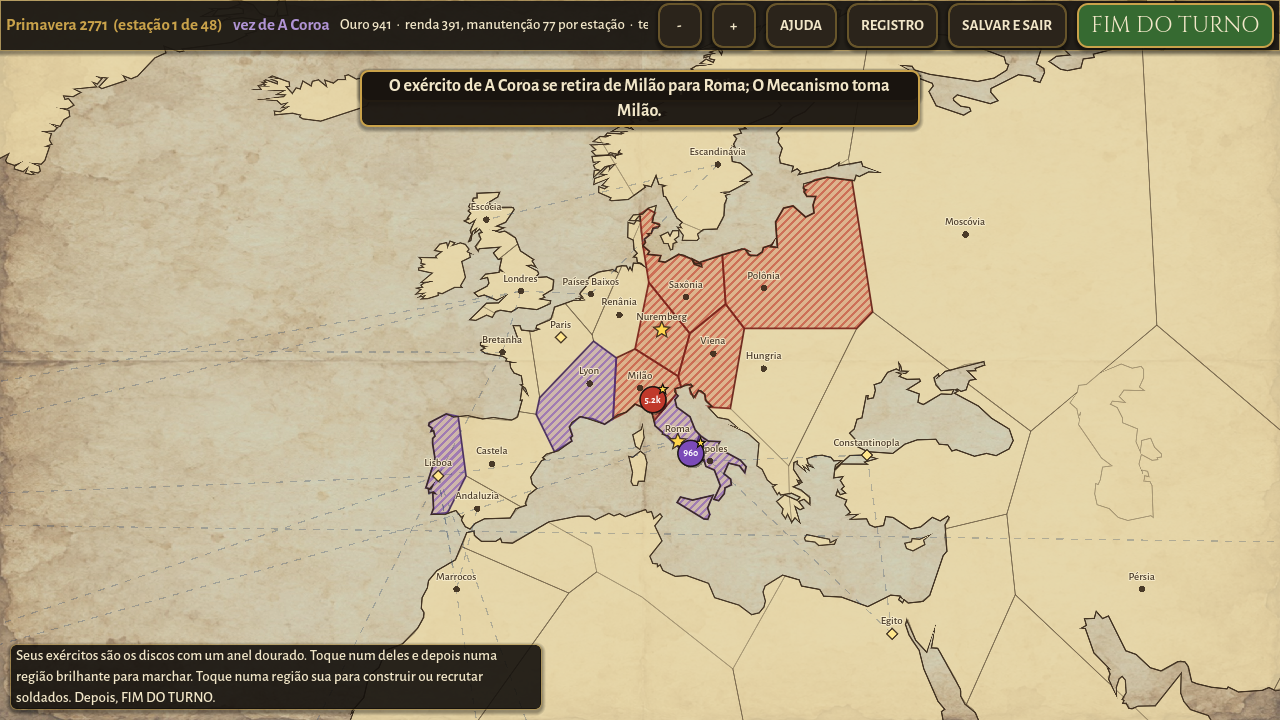 Primavera 2771 (estação 1 de 48) vez de A Coroa Ouro 941 · renda 391, manutenção 77 por estação · te - + AJUDA REGISTRO SALVAR E SAIR FIM DO TURNO
O exército de A Coroa se retira de Milão para Roma; O Mecanismo toma
Milão.
Escandinávia
Escócia
Moscóvia
Londres
Países Baixos
Saxônia
Polônia
Renânia
Nuremberg
Paris
Bretanha
Viena
Hungria
Lyon
Milão
5.2k
Roma
Constantinopla
Castela
960
poles
Lisboa
Andaluzia
Marrocos
Pérsia
Egito
Seus exércitos são os discos com um anel dourado. Toque num deles e depois numa
região brilhante para marchar. Toque numa região sua para construir ou recrutar
soldados. Depois, FIM DO TURNO.